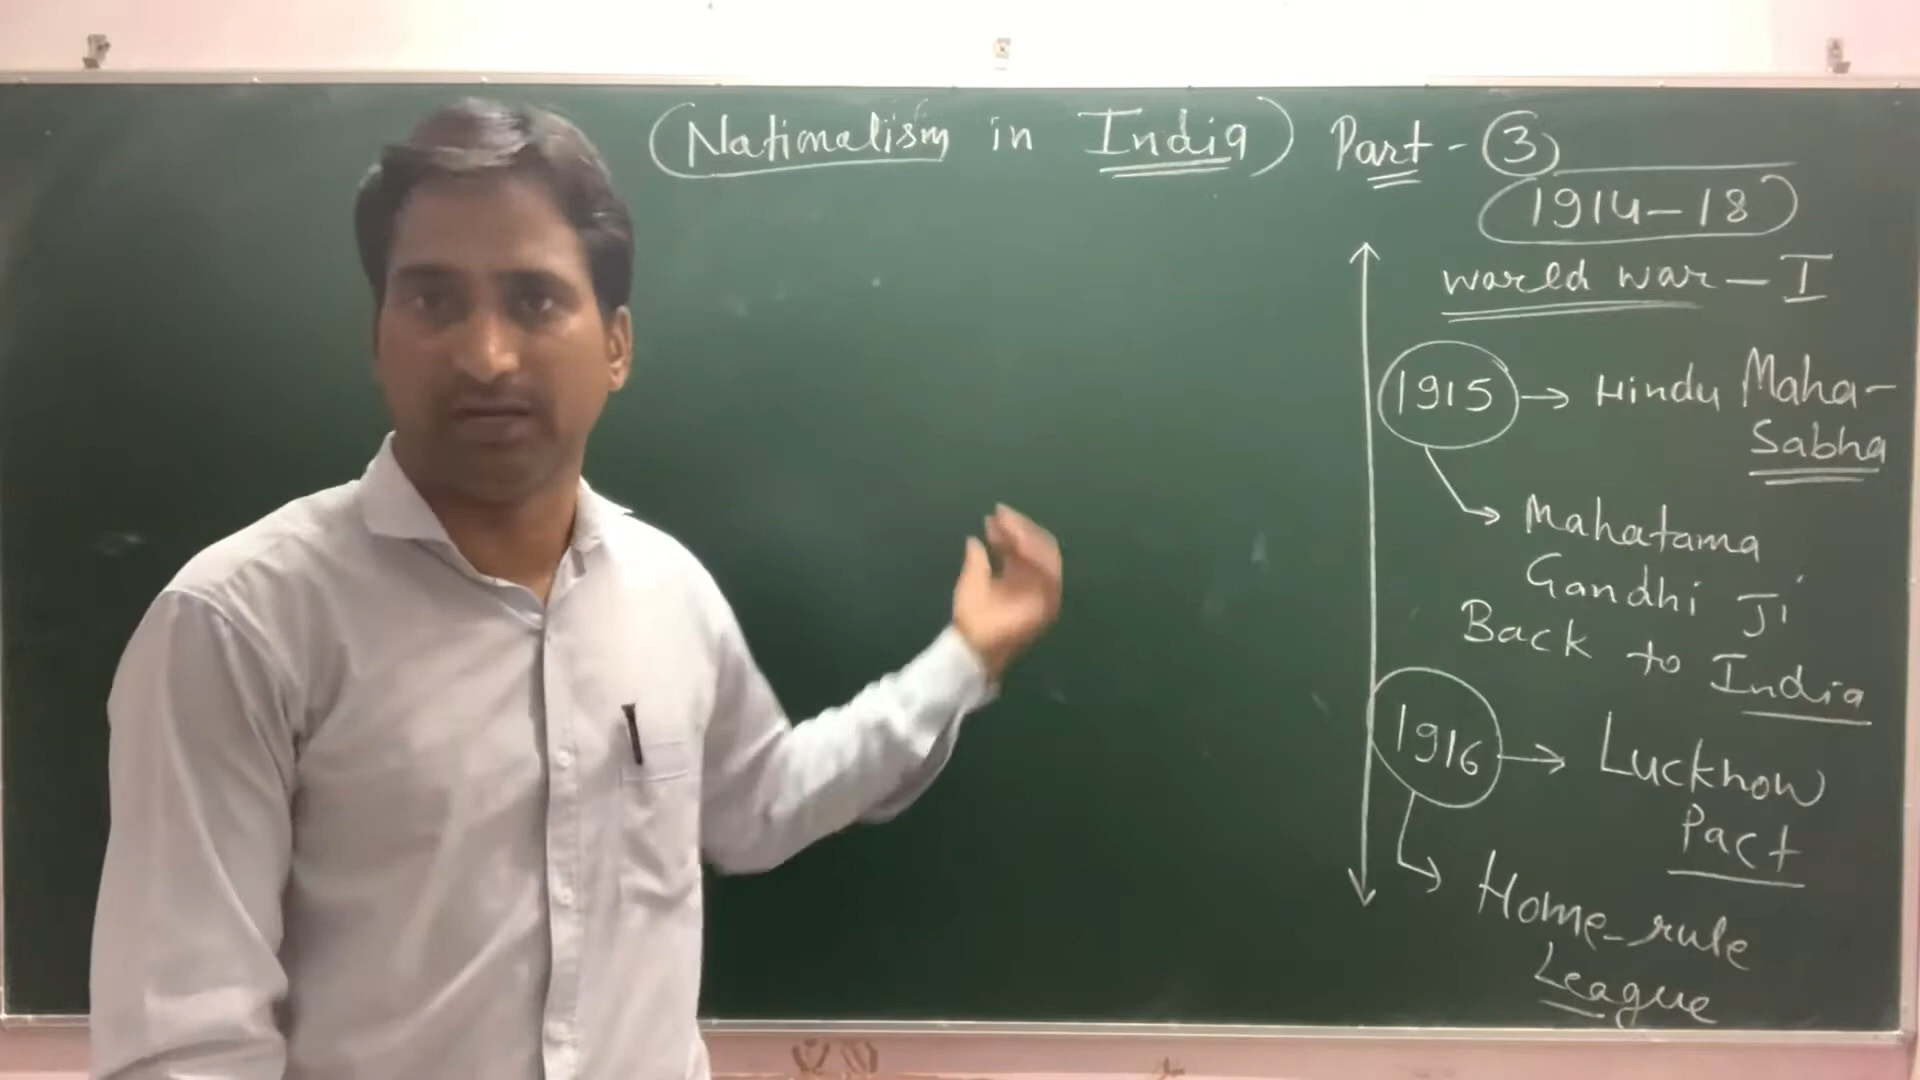 (Nationalism in India) Part - 3
1914-18
world war - I
1915 → Hindu Maha-
Sabha
→ Mahatama
Gandhi Ji
Back to India
1916 → Lucknow
Pact
→ Home-rule
League